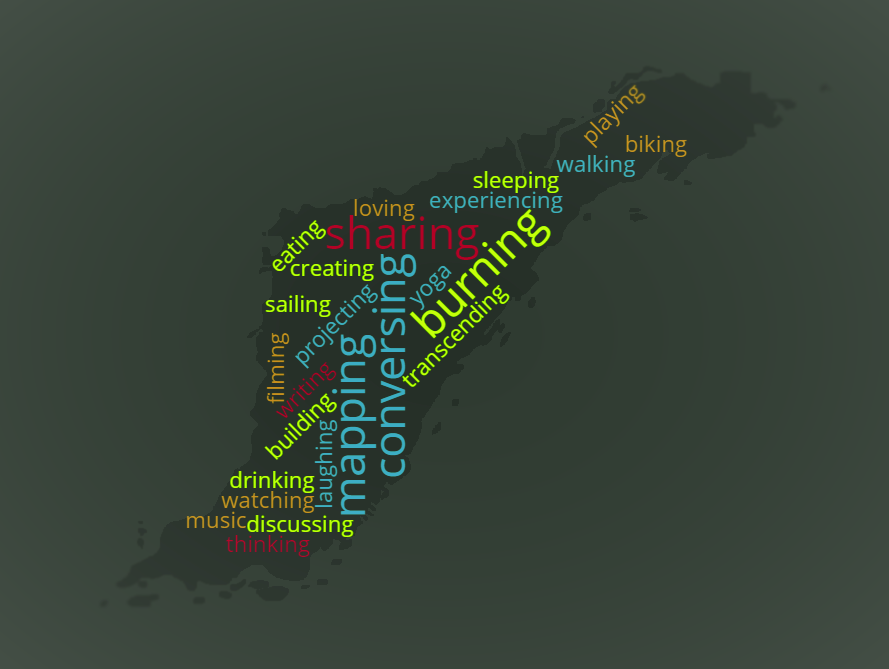 playing
biking
walking
sleeping
experiencing
loving
sharing
eating
burning
creating
conversing
yoga
sailing
projecting
transcending
filming
mapping
writing
building
laughing
drinking
watching
music
discussing
thinking